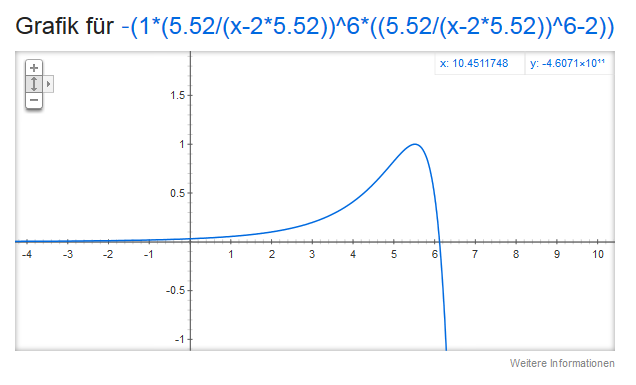 Grafik für -(1*(5.52/(x-2*5.52))^6*((5.52/(x-2*5.52))^6-2))
x: 10.4511748 y: -4.6071×10¹¹
1.5
1
0.5
-4 -3 -2 -1 1 2 3 4 5 6 7 8 9 10
-0.5
-1
Weitere Informationen